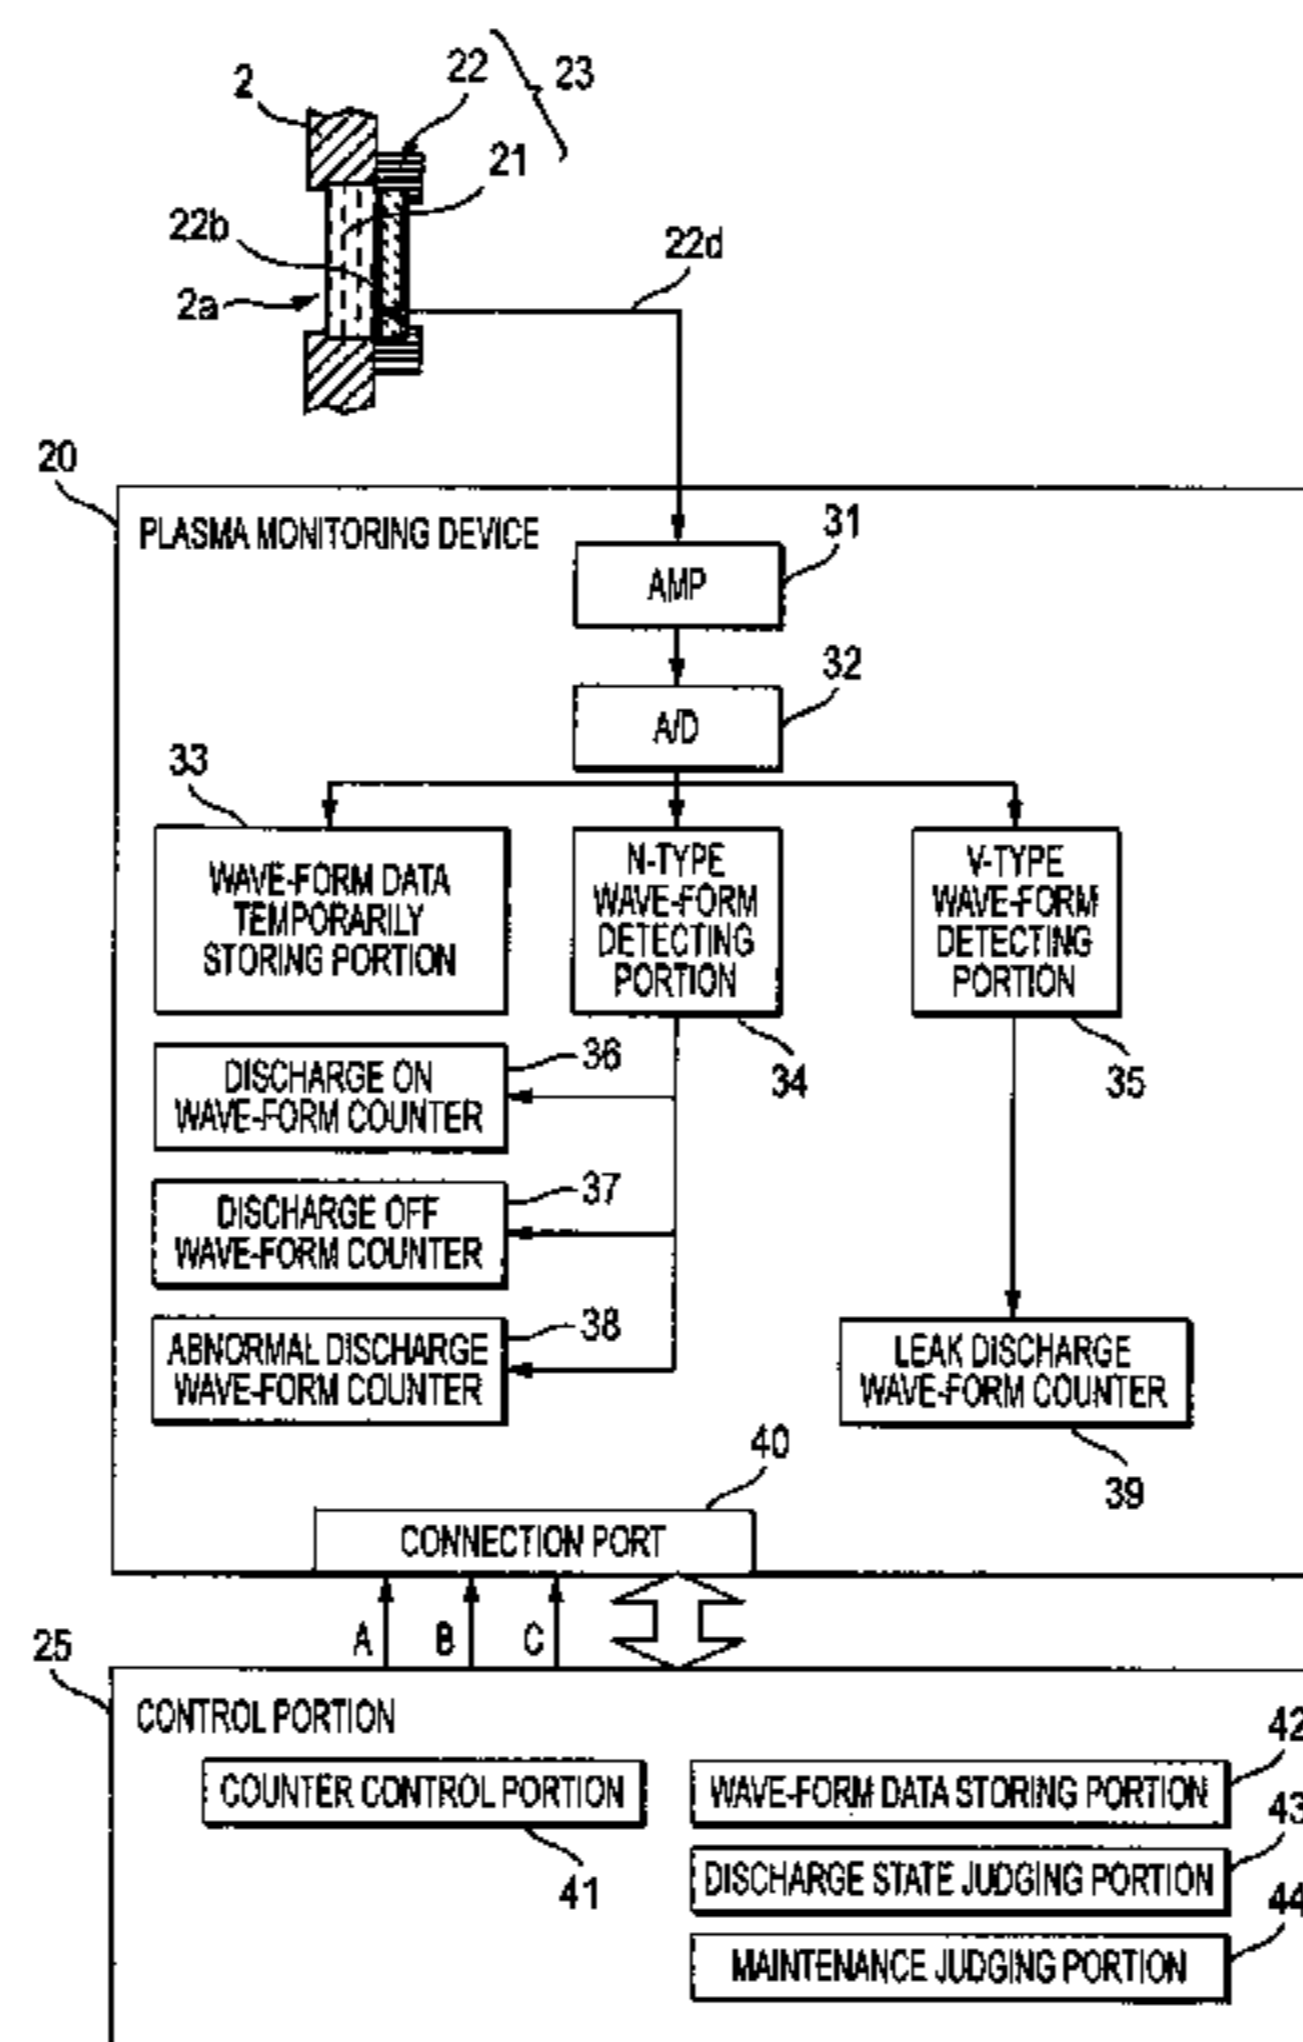 2
22
23
21
22b
22d
2a
20
PLASMA MONITORING DEVICE
31
AMP
32
A/D
33
WAVE-FORM DATA
TEMPORARILY
STORING PORTION
N-TYPE
WAVE-FORM
DETECTING
PORTION
V-TYPE
WAVE-FORM
DETECTING
PORTION
34
35
36
DISCHARGE ON
WAVE-FORM COUNTER
37
DISCHARGE OFF
WAVE-FORM COUNTER
38
ABNORMAL DISCHARGE
WAVE-FORM COUNTER
LEAK DISCHARGE
WAVE-FORM COUNTER
39
40
CONNECTION PORT
A B C
25
CONTROL PORTION
42
COUNTER CONTROL PORTION
WAVE-FORM DATA STORING PORTION
41
43
DISCHARGE STATE JUDGING PORTION
44
MAINTENANCE JUDGING PORTION